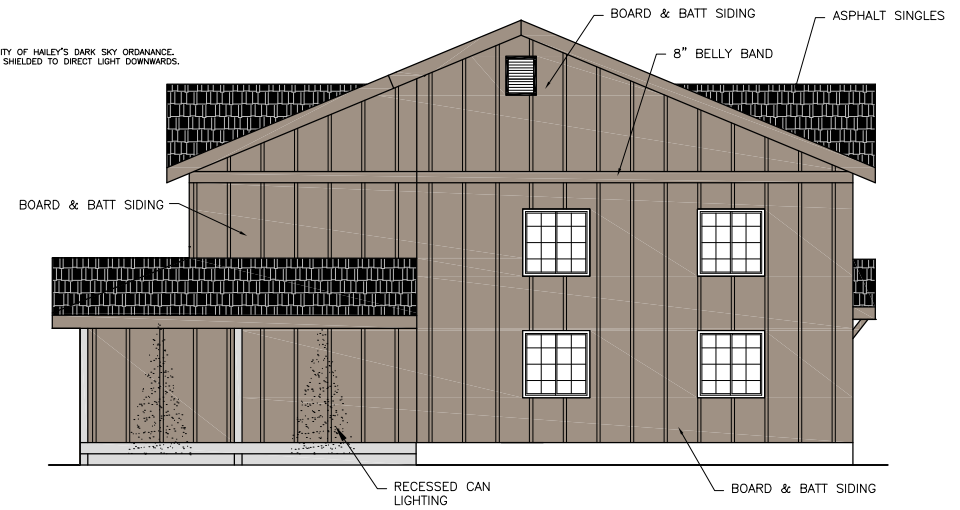 BOARD & BATT SIDING
ASPHALT SINGLES
ITY OF HAILEY'S DARK SKY ORDANANCE.
SHIELDED TO DIRECT LIGHT DOWNWARDS.
8" BELLY BAND
BOARD & BATT SIDING
RECESSED CAN
LIGHTING
BOARD & BATT SIDING